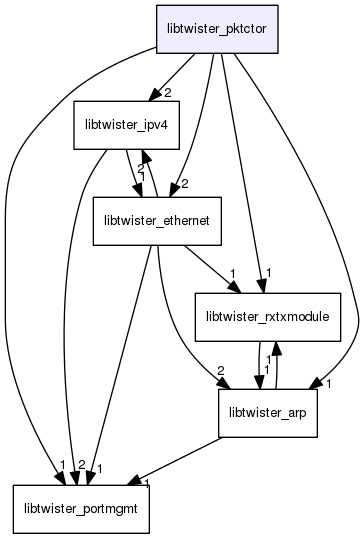 libtwister_pktctor
2
libtwister_ipv4
2
1
2
libtwister_ethernet
1
1
libtwister_rxtxmodule
1
1
2
1
libtwister_arp
1
2
1
1
libtwister_portmgmt